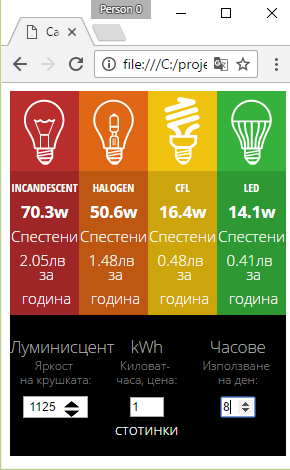 Person 0
Ca
file:///C:/proje
INCANDESCENT HALOGEN CFL LED
70.3w 50.6w 16.4w 14.1w
Спестени Спестени Спестени Спестени
2.05лв 1.48лв 0.48лв 0.41лв
за за за за
година година година година
Луминисцент kWh Часове
Яркост Киловат- Използване
на крушката: часа, цена: на ден:
1125 1 8
стотинки